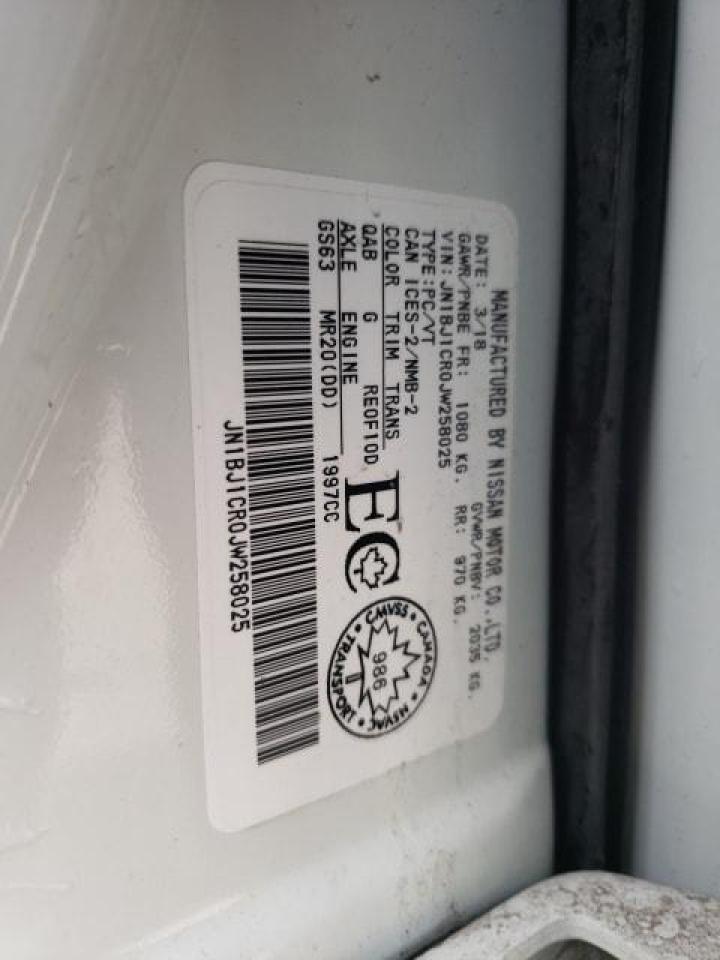 MANUFACTURED BY NISSAN MOTOR CO.,LTD.
DATE: 3/18 GVWR/PNBV: 2035 KG.
GAWR/PNBE FR: 1080 KG. RR: 970 KG.
VIN:JN1BJ1CR0JW258025
TYPE:PC/VT
CAN ICES-2/NMB-2
COLOR TRIM TRANS
QAB G RE0F10D
AXLE ENGINE
GS63 MR20(DD) 1997CC
EC
CANADA
CMVSS
986
NSVAC
TRANSPORT
JN1BJ1CR0JW258025